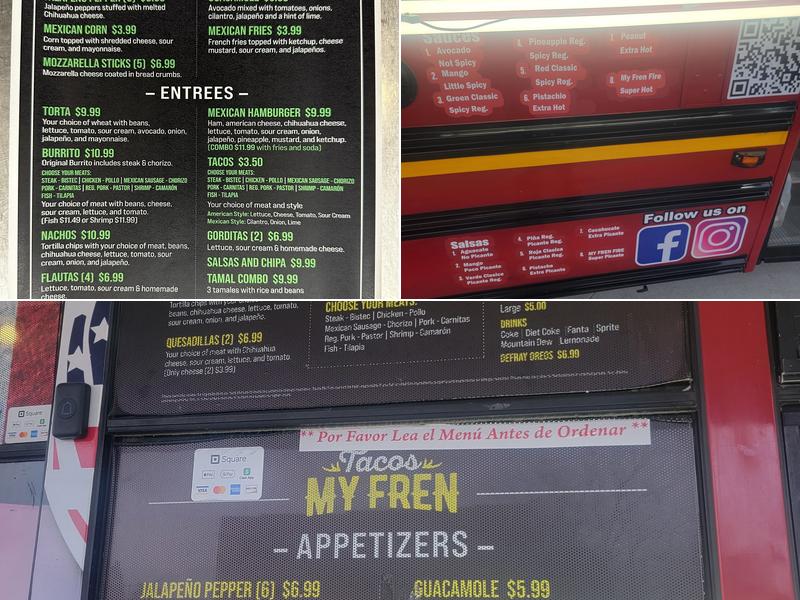 Jalapeño peppers stuffed with melted
Chihuahua cheese.
MEXICAN CORN $3.99
Corn topped with shredded cheese, sour
cream, and mayonnaise.
MOZZARELLA STICKS (5) $6.99
Mozzarella cheese coated in bread crumbs.
Avocado mixed with tomatoes, onions,
cilantro, jalapeño and a hint of lime.
MEXICAN FRIES $3.99
French fries topped with ketchup, cheese
mustard, sour cream, and jalapeños.
– ENTREES –
TORTA $9.99
Your choice of wheat with beans,
lettuce, tomato, sour cream, avocado, onion,
jalapeño, and mayonnaise.
BURRITO $10.99
Original Burrito includes steak & chorizo.
CHOOSE YOUR MEATS:
STEAK - BISTEC | CHICKEN - POLLO | MEXICAN SAUSAGE - CHORIZO
PORK - CARNITAS | REG. PORK - PASTOR | SHRIMP - CAMARÓN
FISH - TILAPIA
Your choice of meat with beans, cheese,
sour cream, lettuce, and tomato.
(Fish $11.49 or Shrimp $11.99)
NACHOS $10.99
Tortilla chips with your choice of meat, beans,
chihuahua cheese, lettuce, tomato, sour
cream, onion, and jalapeño.
FLAUTAS (4) $6.99
Lettuce, tomato, sour cream & homemade
cheese.
MEXICAN HAMBURGER $9.99
Ham, american cheese, chihuahua cheese,
lettuce, tomato, sour cream, onion,
jalapeño, pineapple, mustard, and ketchup.
(COMBO $11.99 with fries and soda)
TACOS $3.50
CHOOSE YOUR MEATS:
STEAK - BISTEC | CHICKEN - POLLO | MEXICAN SAUSAGE - CHORIZO
PORK - CARNITAS | REG. PORK - PASTOR | SHRIMP - CAMARÓN
FISH - TILAPIA
Your choice of meat and style
American Style: Lettuce, Cheese, Tomato, Sour Cream
Mexican Style: Cilantro, Onion, Lime
GORDITAS (2) $6.99
Lettuce, sour cream & homemade cheese.
SALSAS AND CHIPA $9.99
TAMAL COMBO $9.99
3 tamales with rice and beans
Sauces
1. Avocado
Not Spicy
2. Mango
Little Spicy
3. Green Classic
Spicy Reg.
4. Pineapple Reg.
Spicy Reg.
5. Red Classic
Spicy Reg.
6. Pistachio
Extra Hot
7. Peanut
Extra Hot
8. My Fren Fire
Super Hot
Salsas
1. Aguacate
No Picante
2. Mango
Poco Picante
3. Verde Clasica
Picante Reg.
4. Piña Reg.
Picante Reg.
5. Roja Clasica
Picante Reg.
6. Pistache
Extra Picante
7. Cacahuate
Extra Picante
8. MY FREN FIRE
Super Picante
Follow us on
Tortilla chips with your choice of meat,
beans, chihuahua cheese, lettuce, tomato,
sour cream, onion, and jalapeño.
QUESADILLAS (2) $6.99
Your choice of meat with Chihuahua
cheese, sour cream, lettuce, and tomato.
(Only cheese (2) $3.99)
CHOOSE YOUR MEATS:
Steak - Bistec | Chicken - Pollo
Mexican Sausage - Chorizo | Pork - Carnitas
Reg. Pork - Pastor | Shrimp - Camarón
Fish - Tilapia
Large $5.00
DRINKS
Coke | Diet Coke | Fanta | Sprite
Mountain Dew Lemonade
DEFRAY OREOS $6.99
** Por Favor Lea el Menú Antes de Ordenar **
Square
Square
Pay
G Pay
Cash App
VISA
Tacos
MY FREN
– APPETIZERS –
JALAPEÑO PEPPER (6) $6.99
GUACAMOLE $5.99